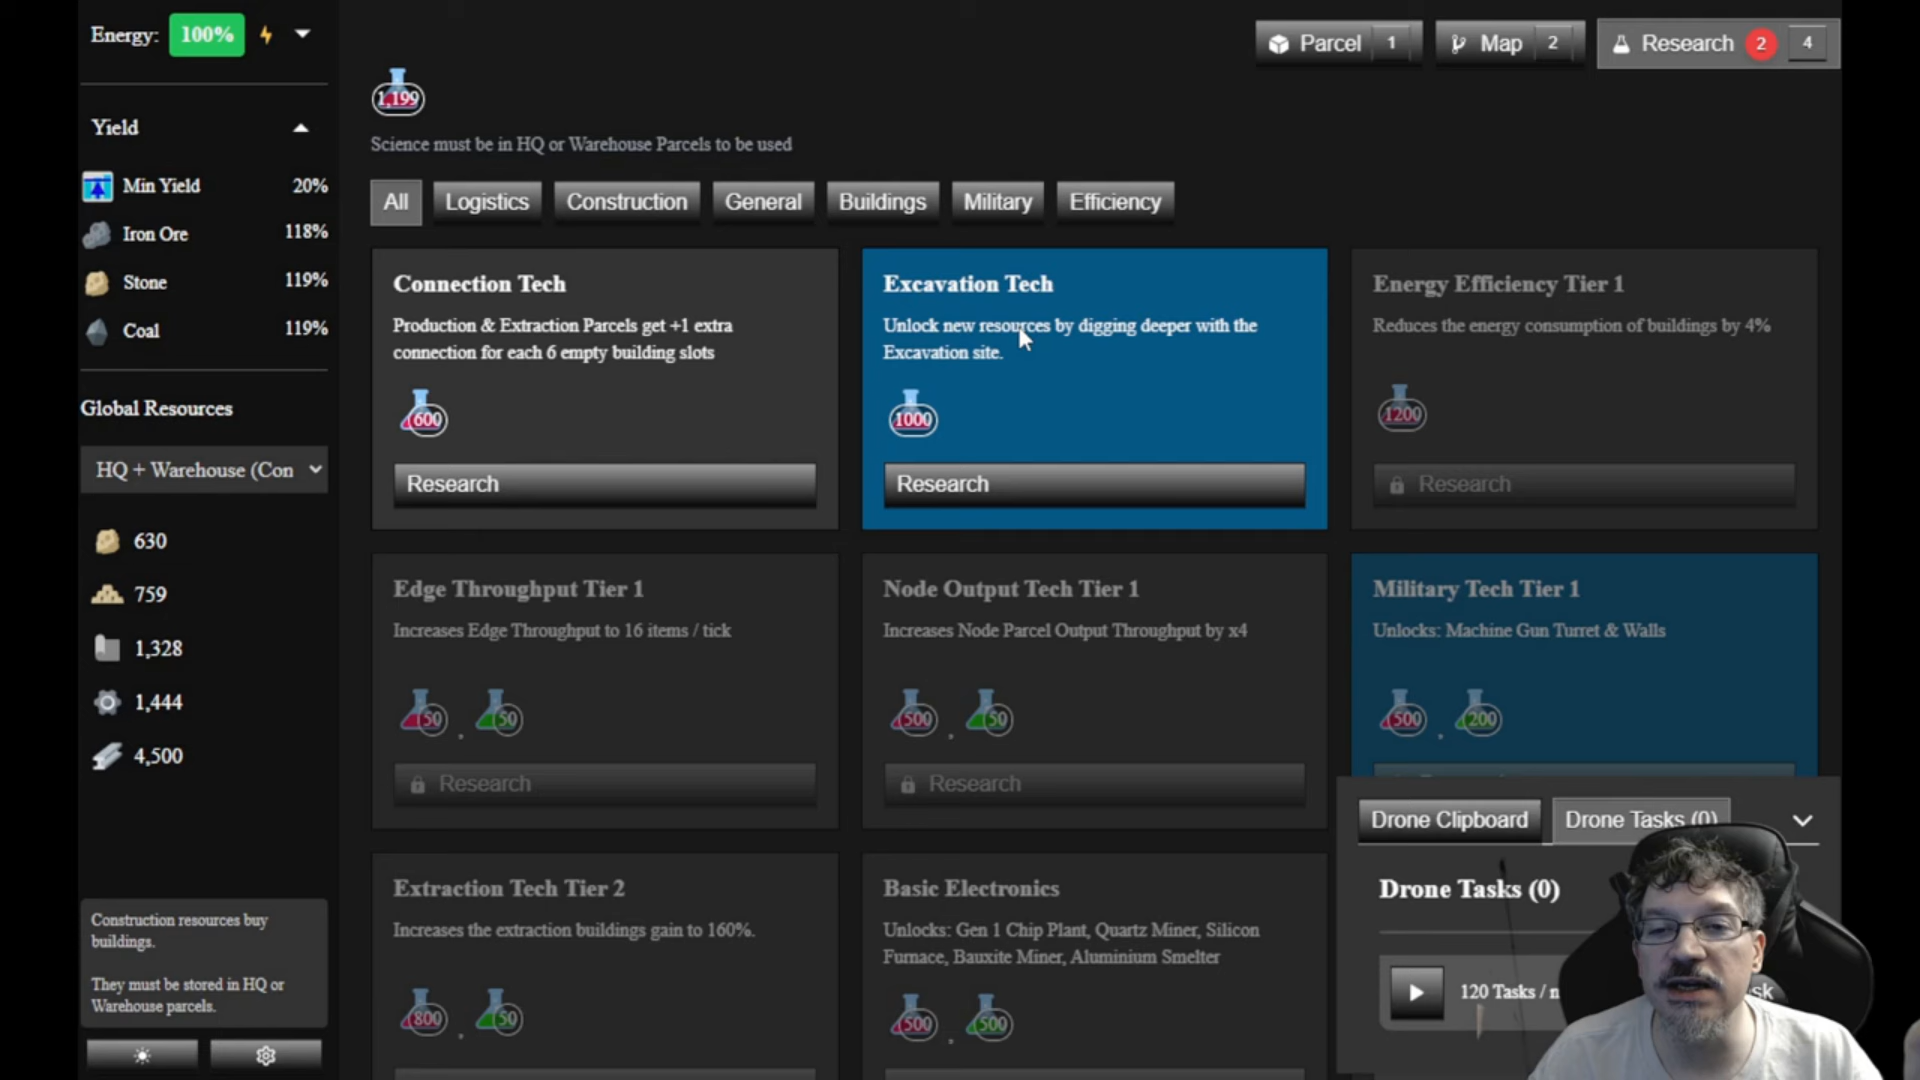 Energy: 100%
Parcel 1
Map 2
Research 2 4
1,199
Science must be in HQ or Warehouse Parcels to be used
Yield
Min Yield 20%
Iron Ore 118%
Stone 119%
Coal 119%
Global Resources
HQ + Warehouse (Con
630
759
1,328
1,444
4,500
Construction resources buy
buildings.
They must be stored in HQ or
Warehouse parcels.
All Logistics Construction General Buildings Military Efficiency
Connection Tech
Production & Extraction Parcels get +1 extra
connection for each 6 empty building slots
600
Research
Excavation Tech
Unlock new resources by digging deeper with the
Excavation site.
1000
Research
Energy Efficiency Tier 1
Reduces the energy consumption of buildings by 4%
1200
Research
Edge Throughput Tier 1
Increases Edge Throughput to 16 items / tick
50 , 50
Research
Node Output Tech Tier 1
Increases Node Parcel Output Throughput by x4
500 , 50
Research
Military Tech Tier 1
Unlocks: Machine Gun Turret & Walls
500 , 200
Extraction Tech Tier 2
Increases the extraction buildings gain to 160%.
800 , 50
Basic Electronics
Unlocks: Gen 1 Chip Plant, Quartz Miner, Silicon
Furnace, Bauxite Miner, Aluminium Smelter
500 , 500
Drone Clipboard
Drone Tasks (0)
Drone Tasks (0)
120 Tasks /
sk